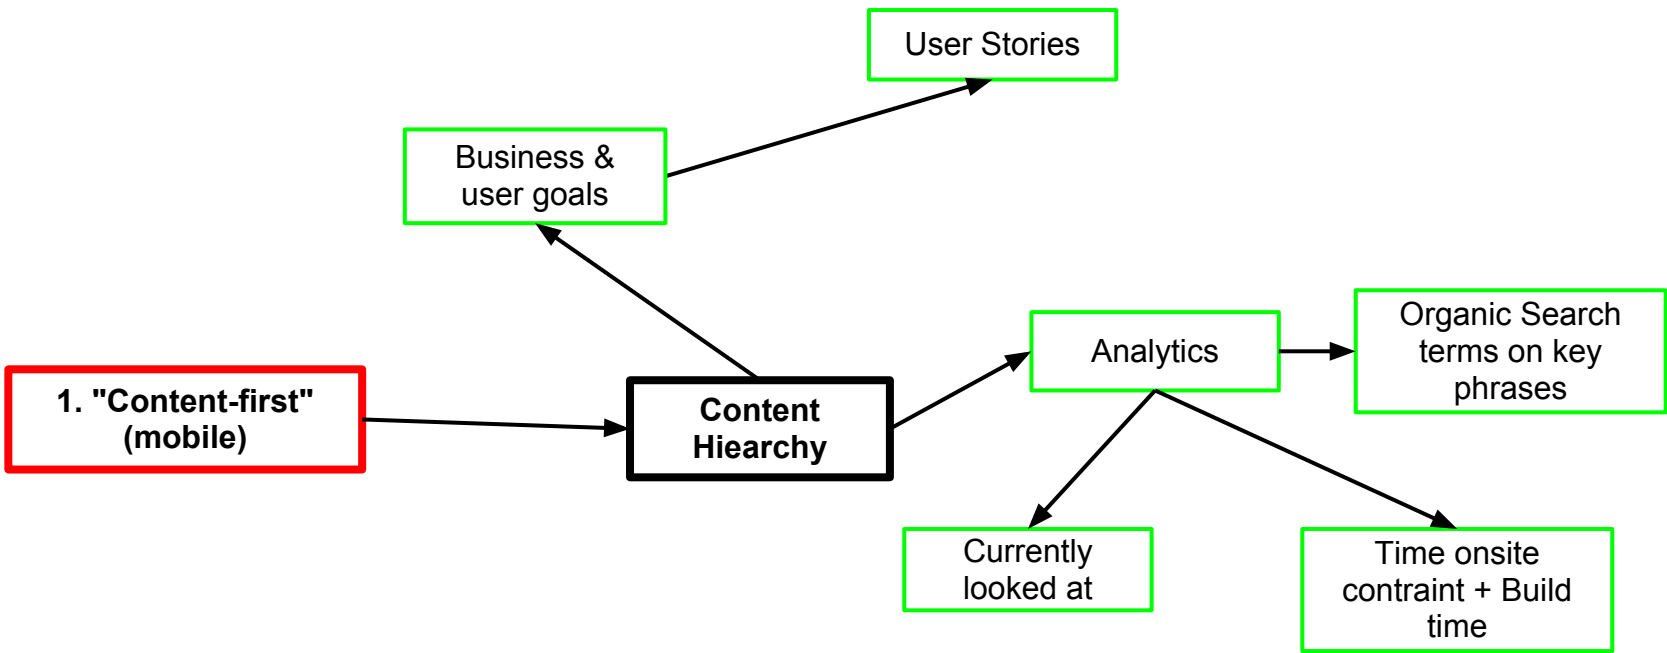 User Stories
Business &
user goals
Organic Search
terms on key
phrases
Analytics
1. "Content-first"
(mobile)
Content
Hiearchy
Currently
looked at
Time onsite
contraint + Build
time